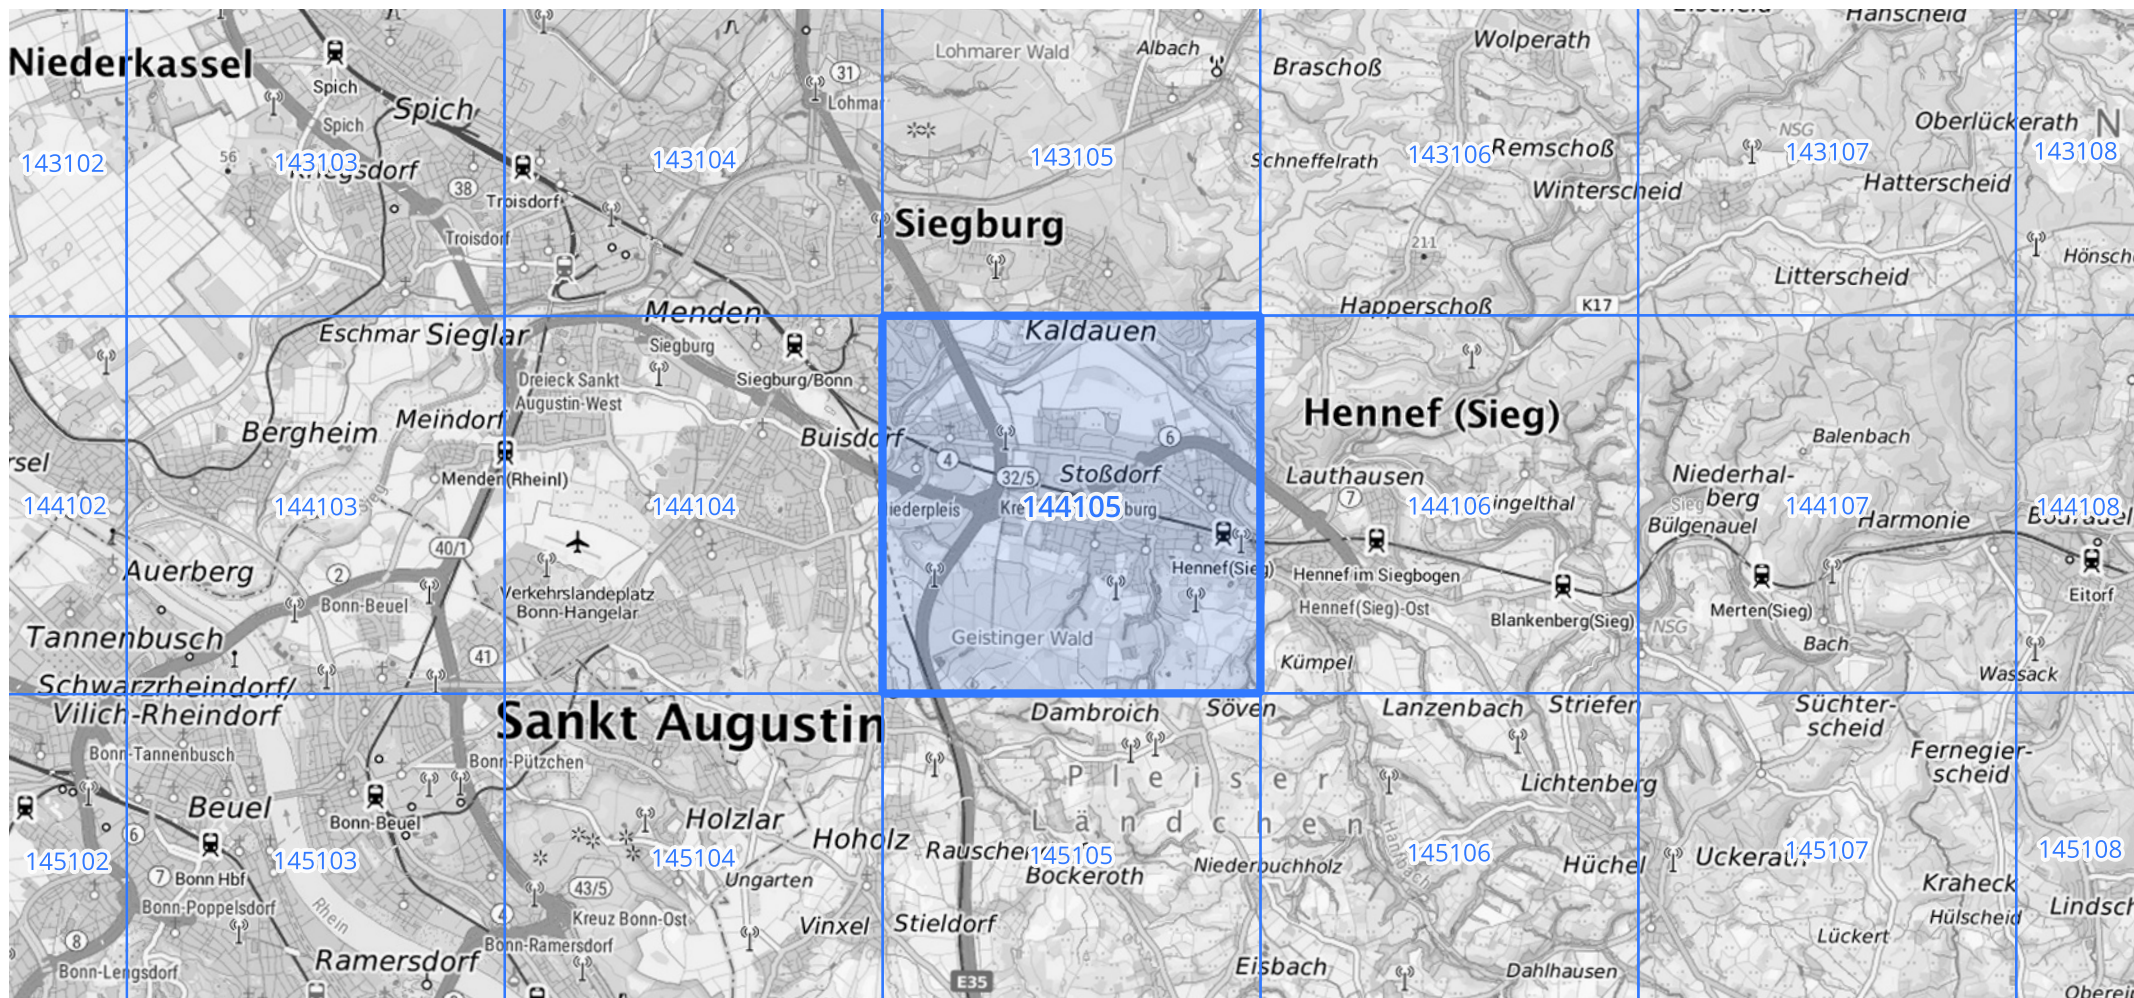 Hanscheid
Niederkassel
Spich
Spich
Spich
31
Lohmar
Lohmarer Wald
Albach
Braschoß
Wolperath
Oberlückerath
N
NSG
56
143102
143103
Kriegsdorf
38
Troisdorf
Troisdorf
143104
143105
Schneffelrath
143106
Remschoß
Winterscheid
143107
Hatterscheid
143108
Siegburg
211
Litterscheid
Happerschoß
K17
Eschmar
Sieglar
Menden
Siegburg
Siegburg/Bonn
Dreieck Sankt
Augustin-West
Kaldauen
Hennef (Sieg)
Bergheim
Meindorf
Buisdorf
Menden(Rheinl)
4
6
32/5
Stoßdorf
Lauthausen
7
Balenbach
Niederhal-
berg
Sieg
Bülgenauel
Harmonie
144102
144103
Sieg
144104
144105
144106
144107
144108
40/1
2
Auerberg
Bonn-Beuel
Verkehrslandeplatz
Bonn-Hangelar
Hennef(Sieg)
Hennef im Siegbogen
Hennef(Sieg)-Ost
Blankenberg(Sieg)
Merten(Sieg)
Eitorf
Tannenbusch
41
Geistinger Wald
Kümpel
NSG
Bach
Wassack
Schwarzrheindorf/
Vilich-Rheindorf
Sankt Augustin
Dambroich
Söven
Lanzenbach
Striefen
Süchter-
scheid
Bonn-Tannenbusch
Bonn-Pützchen
Pleiser
Ländchen
Lichtenberg
Fernegier-
scheid
Beuel
Bonn-Beuel
6
Holzlar
Hoholz
145102
145103
145104
145105
Bockeroth
Niederbuchholz
Hanfbach
145106
Hüchel
Uckerath
145107
145108
7
Bonn Hbf
Bonn-Poppelsdorf
Rhein
43/5
4
Kreuz Bonn-Ost
Bonn-Ramersdorf
Ungarten
Vinxel
Stieldorf
Kraheck
Hülscheid
Lückert
8
Bonn-Lengsdorf
Ramersdorf
E35
Eisbach
Dahlhausen